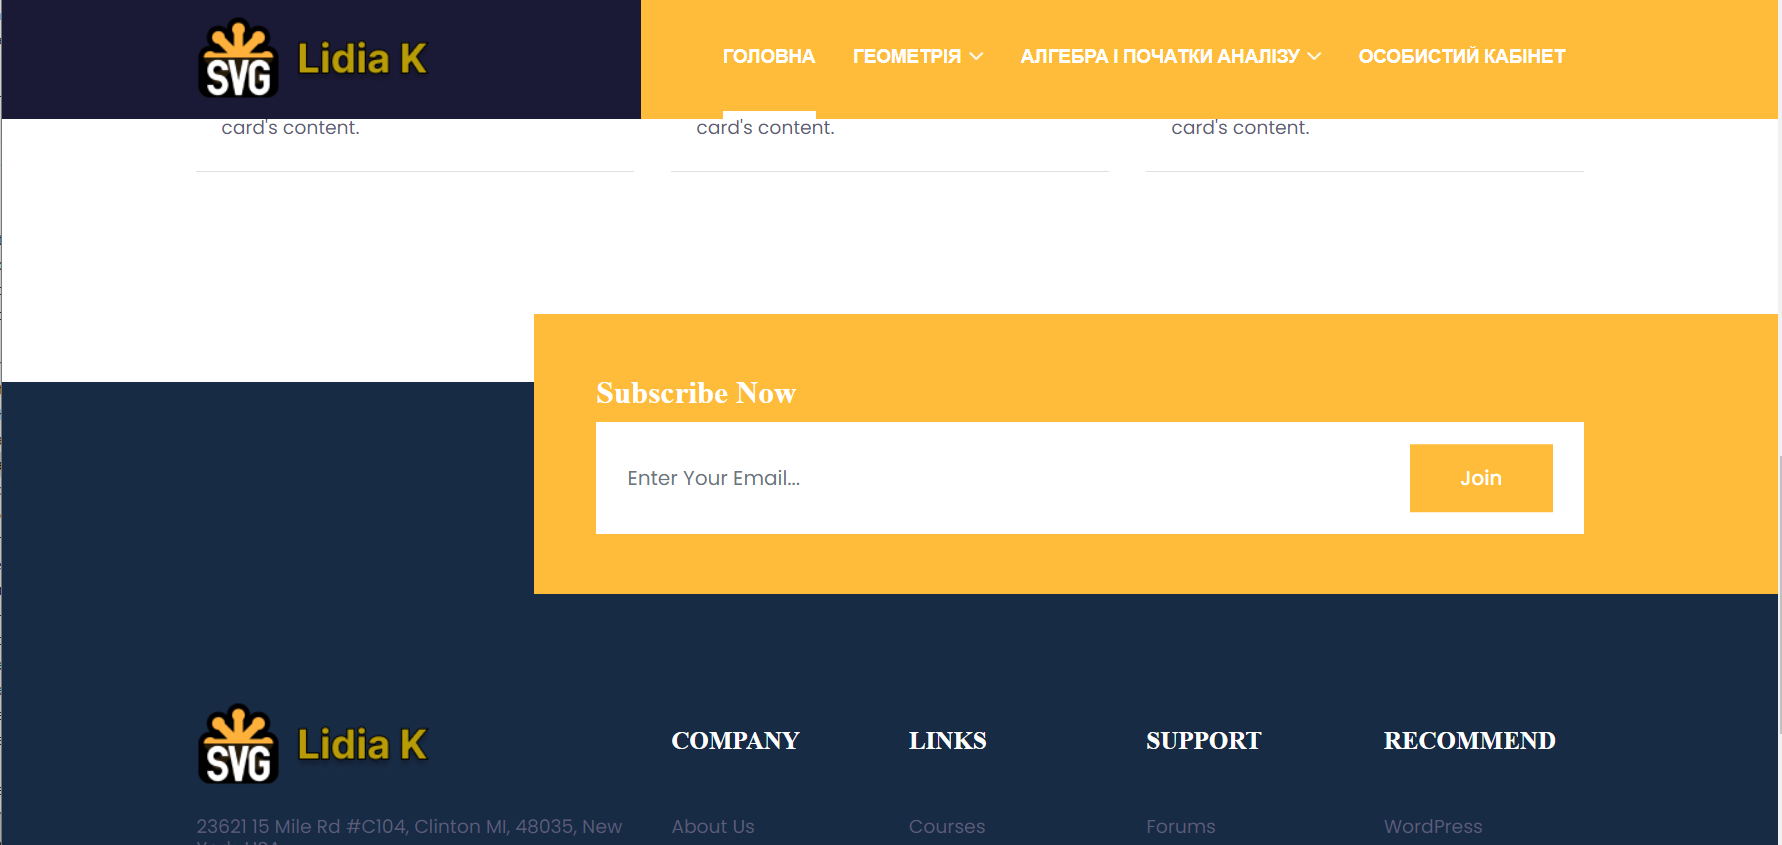 SVG Lidia K
ГОЛОВНА ГЕОМЕТРІЯ АЛГЕБРА І ПОЧАТКИ АНАЛІЗУ ОСОБИСТИЙ КАБІНЕТ
card's content. card's content. card's content.
Subscribe Now
Enter Your Email... Join
SVG Lidia K
COMPANY LINKS SUPPORT RECOMMEND
23621 15 Mile Rd #C104, Clinton MI, 48035, New
About Us Courses Forums WordPress